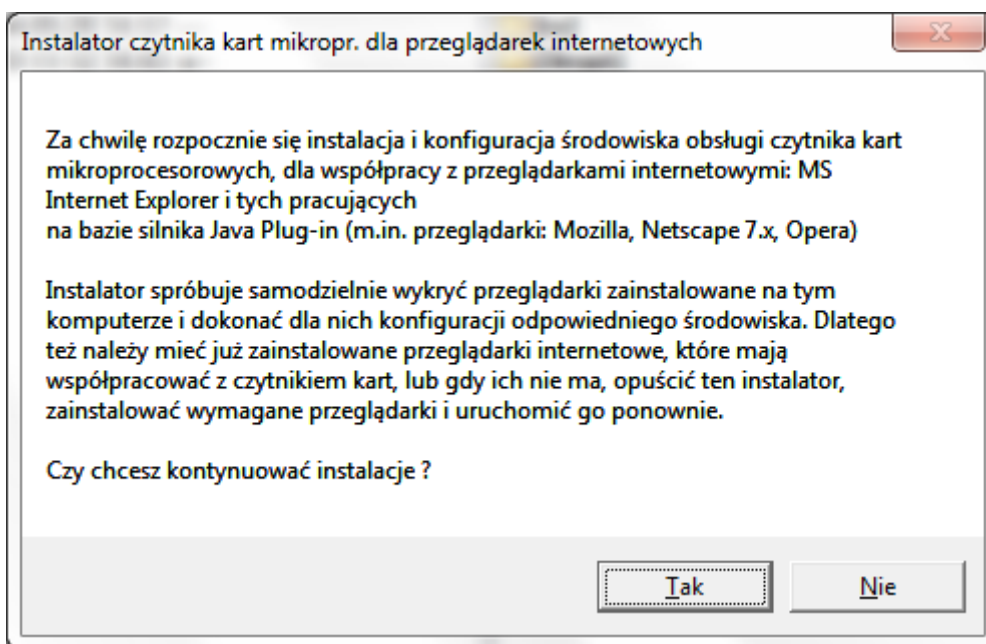 Instalator czytnika kart mikropr. dla przeglądarek internetowych
Za chwilę rozpocznie się instalacja i konfiguracja środowiska obsługi czytnika kart
mikroprocesorowych, dla współpracy z przeglądarkami internetowymi: MS
Internet Explorer i tych pracujących
na bazie silnika Java Plug-in (m.in. przeglądarki: Mozilla, Netscape 7.x, Opera)
Instalator spróbuje samodzielnie wykryć przeglądarki zainstalowane na tym
komputerze i dokonać dla nich konfiguracji odpowiedniego środowiska. Dlatego
też należy mieć już zainstalowane przeglądarki internetowe, które mają
współpracować z czytnikiem kart, lub gdy ich nie ma, opuścić ten instalator,
zainstalować wymagane przeglądarki i uruchomić go ponownie.
Czy chcesz kontynuować instalacje ?
Tak Nie